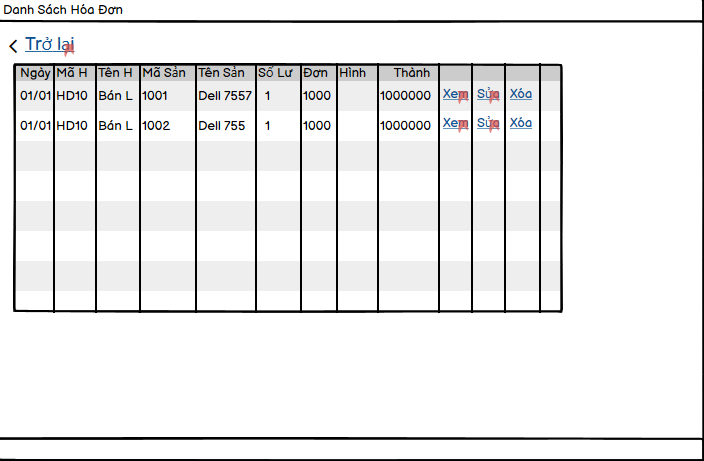 Danh Sách Hóa Đơn
< Trở lại
Ngày Mã H Tên H Mã Sản Tên Sản Số Lư Đơn Hình Thành
01/01 HD10 Bán L 1001 Dell 7557 1 1000 1000000 Xem Sửa Xóa
01/01 HD10 Bán L 1002 Dell 755 1 1000 1000000 Xem Sửa Xóa